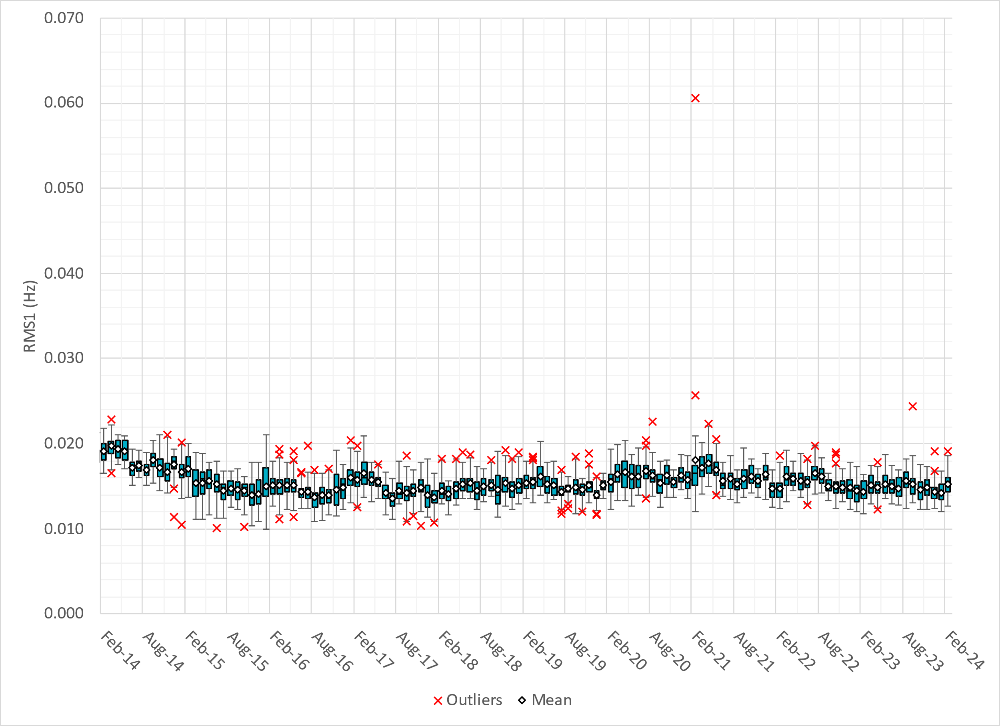 0.070
0.060
0.050
0.040
0.030
0.020
0.010
0.000
RMS1 (Hz)
Feb-14
Aug-14
Feb-15
Aug-15
Feb-16
Aug-16
Feb-17
Aug-17
Feb-18
Aug-18
Feb-19
Aug-19
Feb-20
Aug-20
Feb-21
Aug-21
Feb-22
Aug-22
Feb-23
Aug-23
Feb-24
Outliers
Mean